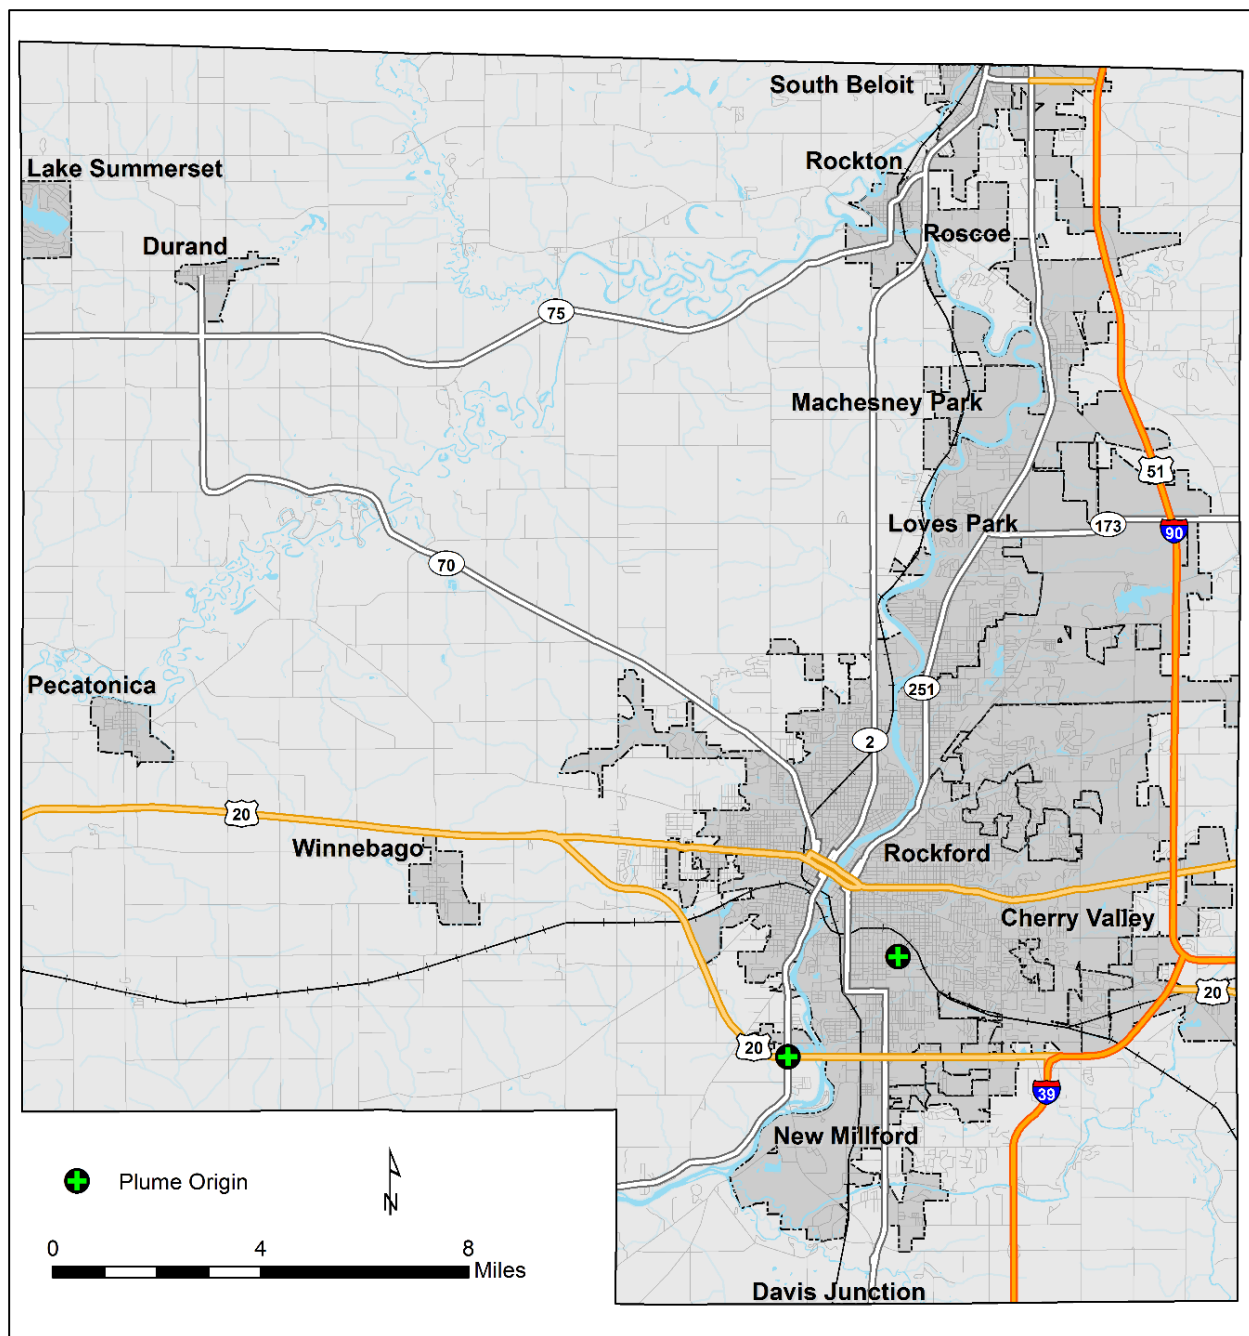 South Beloit
Rockton
Lake Summerset
Roscoe
Durand
75
Machesney Park
51
Loves Park
173
90
70
Pecatonica
251
2
20
Winnebago
Rockford
Cherry Valley
20
20
39
New Millford
Plume Origin
N
0 4 8
Miles
Davis Junction